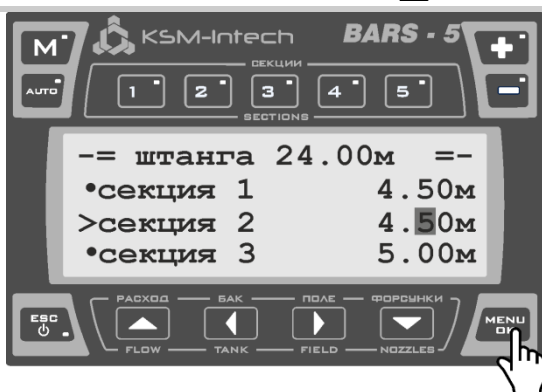 M
KSM-Intech
BARS - 5
+
AUTO
СЕКЦИИ
1 2 3 4 5
-
SECTIONS
-= штанга 24.00м =-
•секция 1 4.50м
>секция 2 4.50м
•секция 3 5.00м
ESC
РАСХОД БАК ПОЛЕ ФОРСУНКИ
FLOW TANK FIELD NOZZLES
MENU
OK